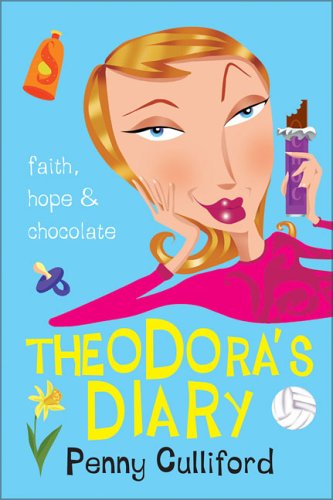 faith,
hope &
chocolate
THEODORA'S
DIARY
Penny Culliford